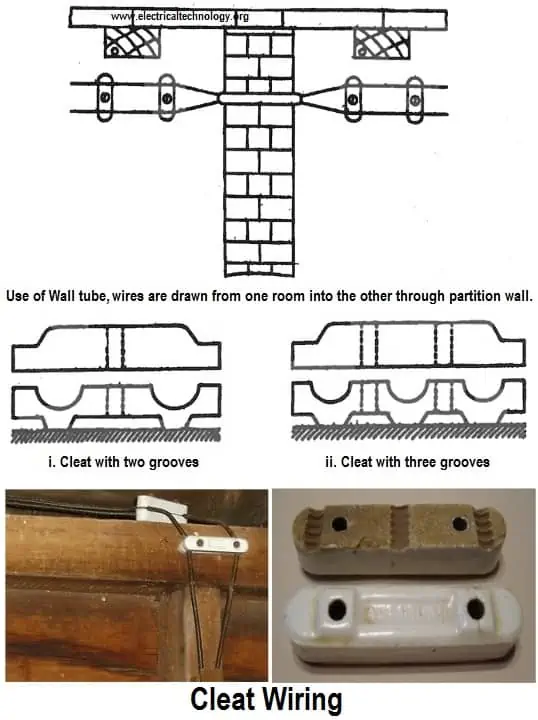 www.electricaltechnology.org
Use of Wall tube, wires are drawn from one room into the other through partition wall.
i. Cleat with two grooves
ii. Cleat with three grooves
Cleat Wiring